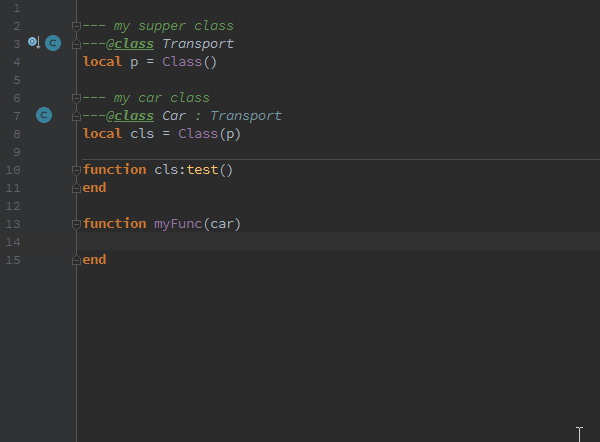 1
2 --- my supper class
3 C ---@class Transport
4 local p = Class()
5
6 --- my car class
7 C ---@class Car : Transport
8 local cls = Class(p)
9
10 function cls:test()
11 end
12
13 function myFunc(car)
14
15 end